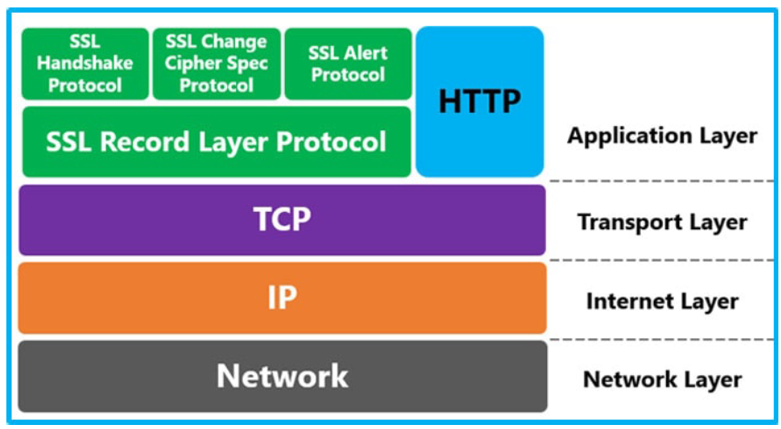 SSL
Handshake
Protocol
SSL Change
Cipher Spec
Protocol
SSL Alert
Protocol
HTTP
SSL Record Layer Protocol
Application Layer
TCP
Transport Layer
IP
Internet Layer
Network
Network Layer